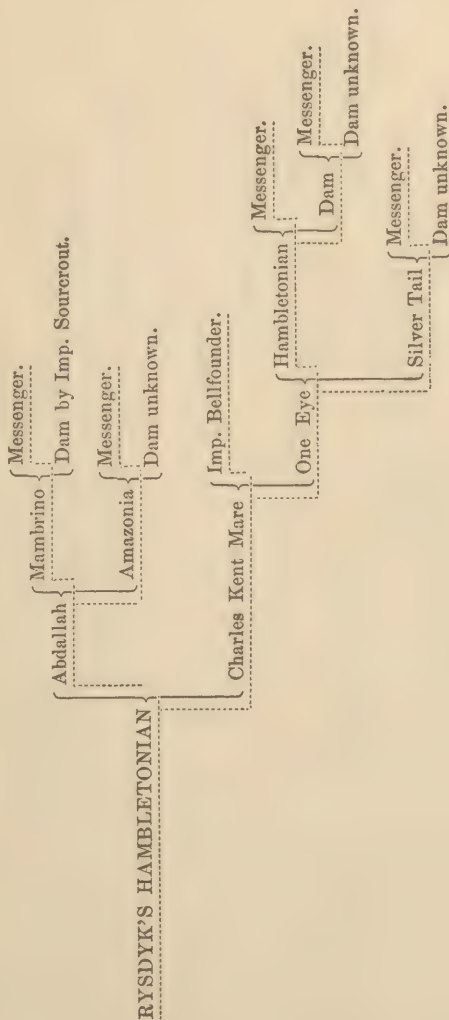 RYSDYK'S HAMBLETONIAN
Abdallah
Mambrino
Messenger.
Dam by Imp. Sourcrout.
Amazonia
Messenger.
Dam unknown.
Charles Kent Mare
Imp. Bellfounder.
One Eye
Hambletonian
Messenger.
Dam
Messenger.
Dam unknown.
Silver Tail
Messenger.
Dam unknown.